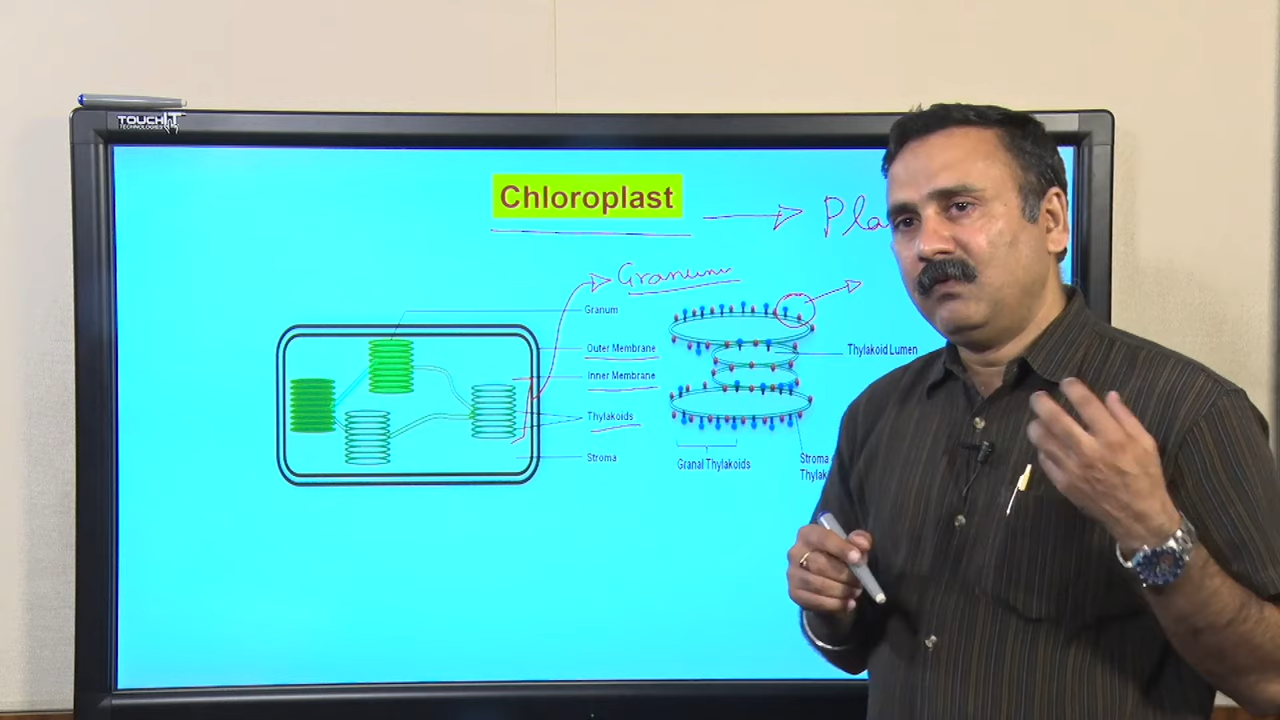 TOUCHIT
TECHNOLOGIES
Chloroplast
Pla
Granum
Granum
Outer Membrane
Inner Membrane
Thylakoids
Stroma
Thylakoid Lumen
Granal Thylakoids
Stroma
Thylak